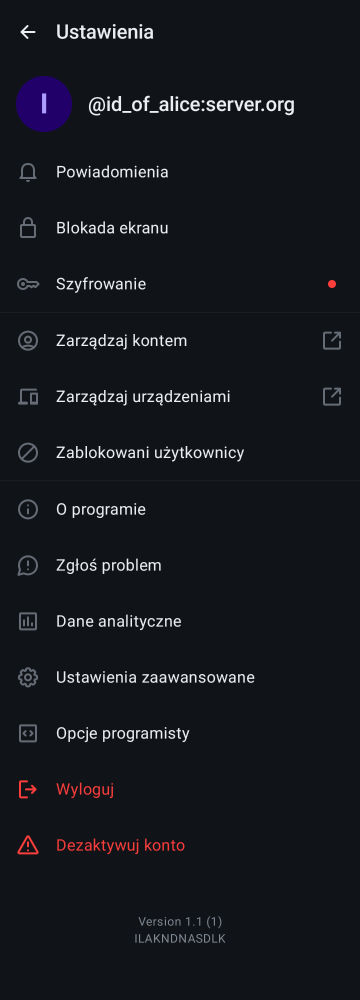 Ustawienia
I
@id_of_alice:server.org
Powiadomienia
Blokada ekranu
Szyfrowanie
Zarządzaj kontem
Zarządzaj urządzeniami
Zablokowani użytkownicy
O programie
Zgłoś problem
Dane analityczne
Ustawienia zaawansowane
Opcje programisty
Wyloguj
Dezaktywuj konto
Version 1.1 (1)
ILAKNDNASDLK